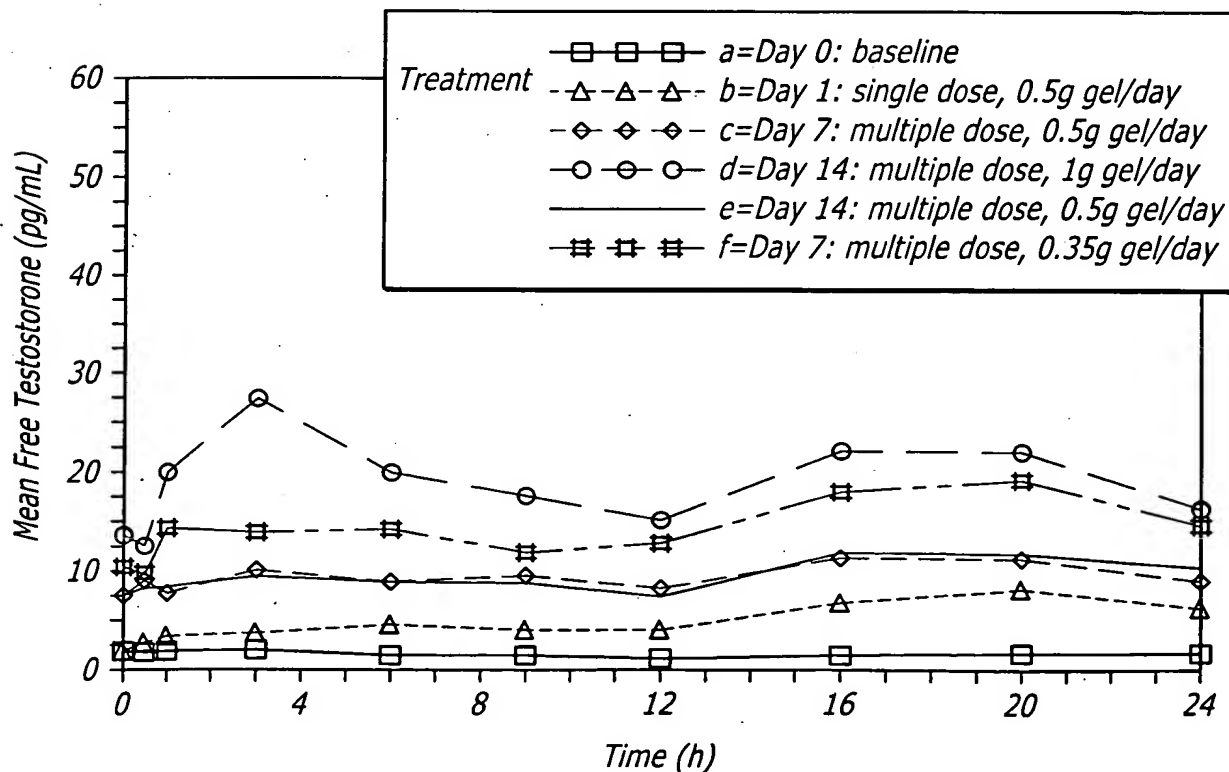 Treatment
a=Day 0: baseline
b=Day 1: single dose, 0.5g gel/day
c=Day 7: multiple dose, 0.5g gel/day
d=Day 14: multiple dose, 1g gel/day
e=Day 14: multiple dose, 0.5g gel/day
f=Day 7: multiple dose, 0.35g gel/day
Mean Free Testostorone (pg/mL)
60
50
40
30
20
10
0
0 4 8 12 16 20 24
Time (h)